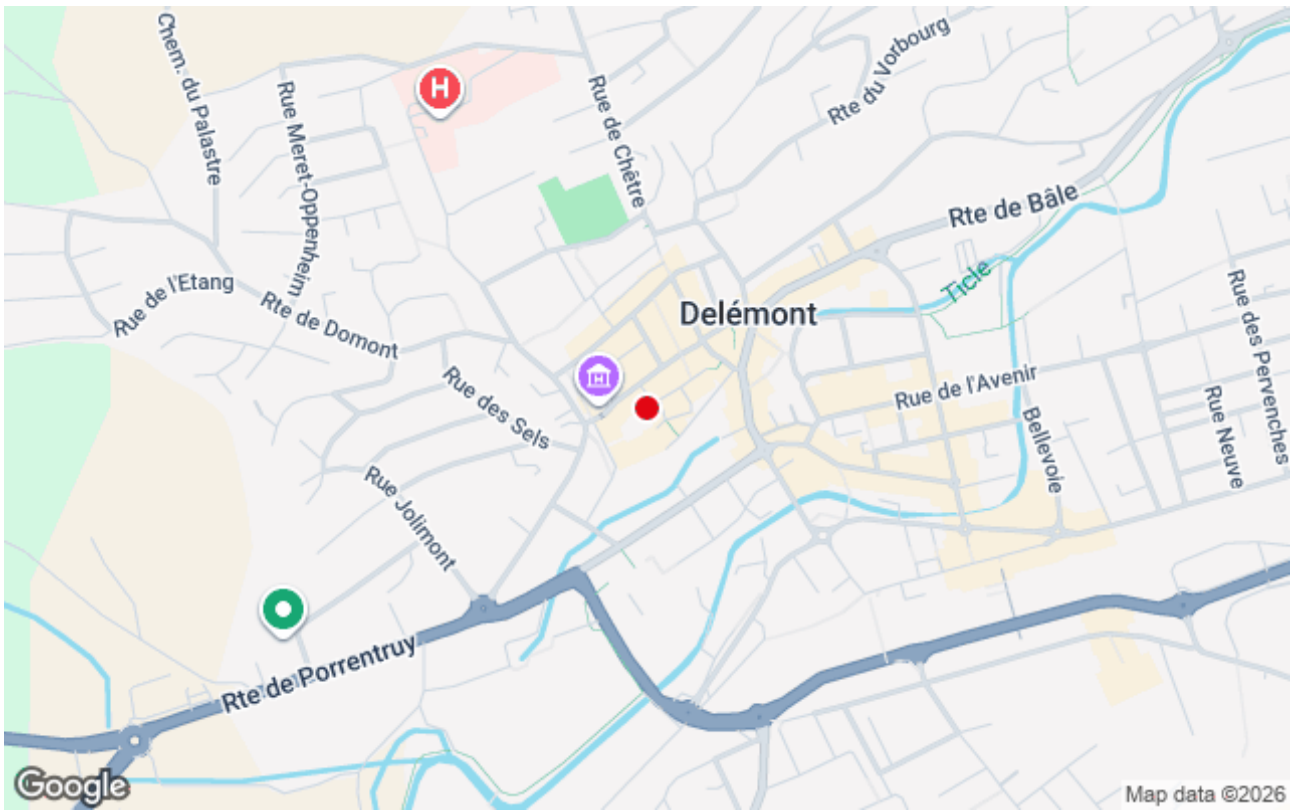 Chem. du Palastre
Rue Meret-Oppenheim
H
Rue de Chêtre
Rte du Vorbourg
Rte de Bâle
Ticle
Rue de l'Etang
Rte de Domont
Delémont
Rue des Pervenches
Rue de l'Avenir
Rue Neuve
Rue des Sels
Bellevoie
Rue Jolimont
Rte de Porrentruy
Google
Map data ©2026